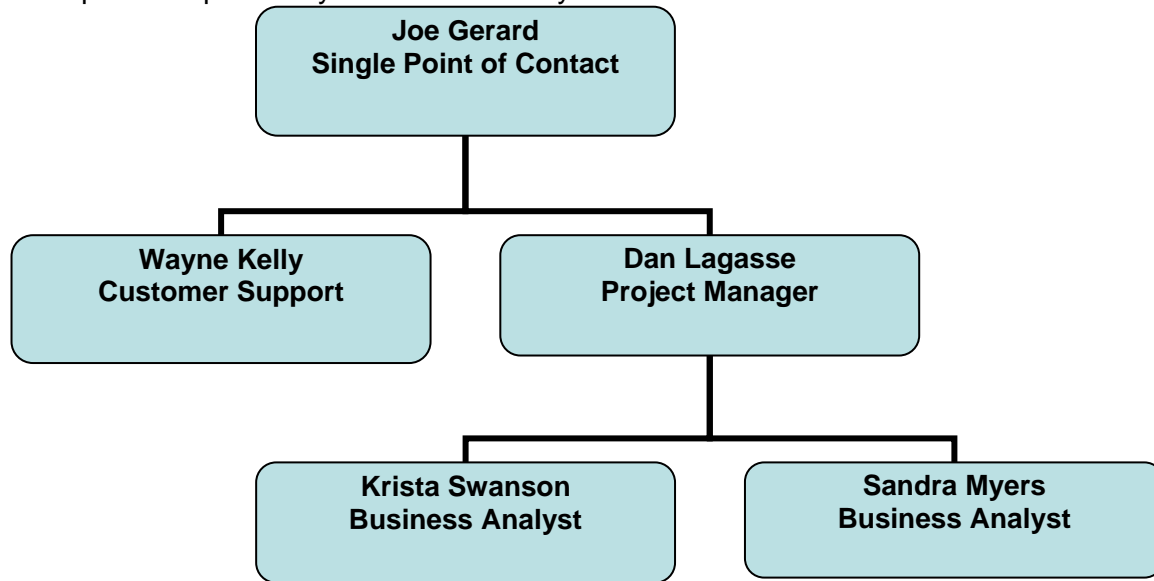 Joe Gerard
Single Point of Contact
Wayne Kelly
Customer Support
Dan Lagasse
Project Manager
Krista Swanson
Business Analyst
Sandra Myers
Business Analyst